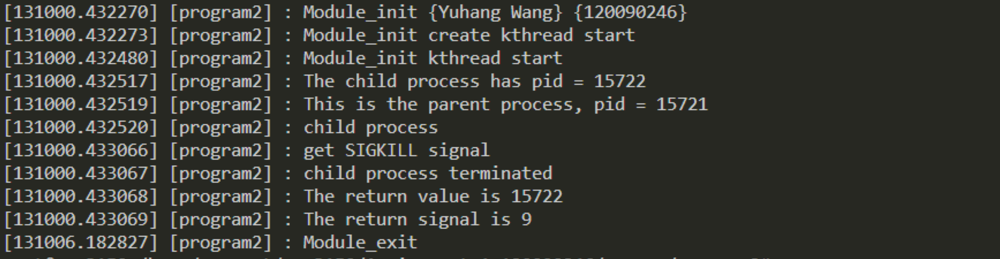 [131000.432270] [program2] : Module_init {Yuhang Wang} {120090246}
[131000.432273] [program2] : Module_init create kthread start
[131000.432480] [program2] : Module_init kthread start
[131000.432517] [program2] : The child process has pid = 15722
[131000.432519] [program2] : This is the parent process, pid = 15721
[131000.432520] [program2] : child process
[131000.433066] [program2] : get SIGKILL signal
[131000.433067] [program2] : child process terminated
[131000.433068] [program2] : The return value is 15722
[131000.433069] [program2] : The return signal is 9
[131006.182827] [program2] : Module_exit